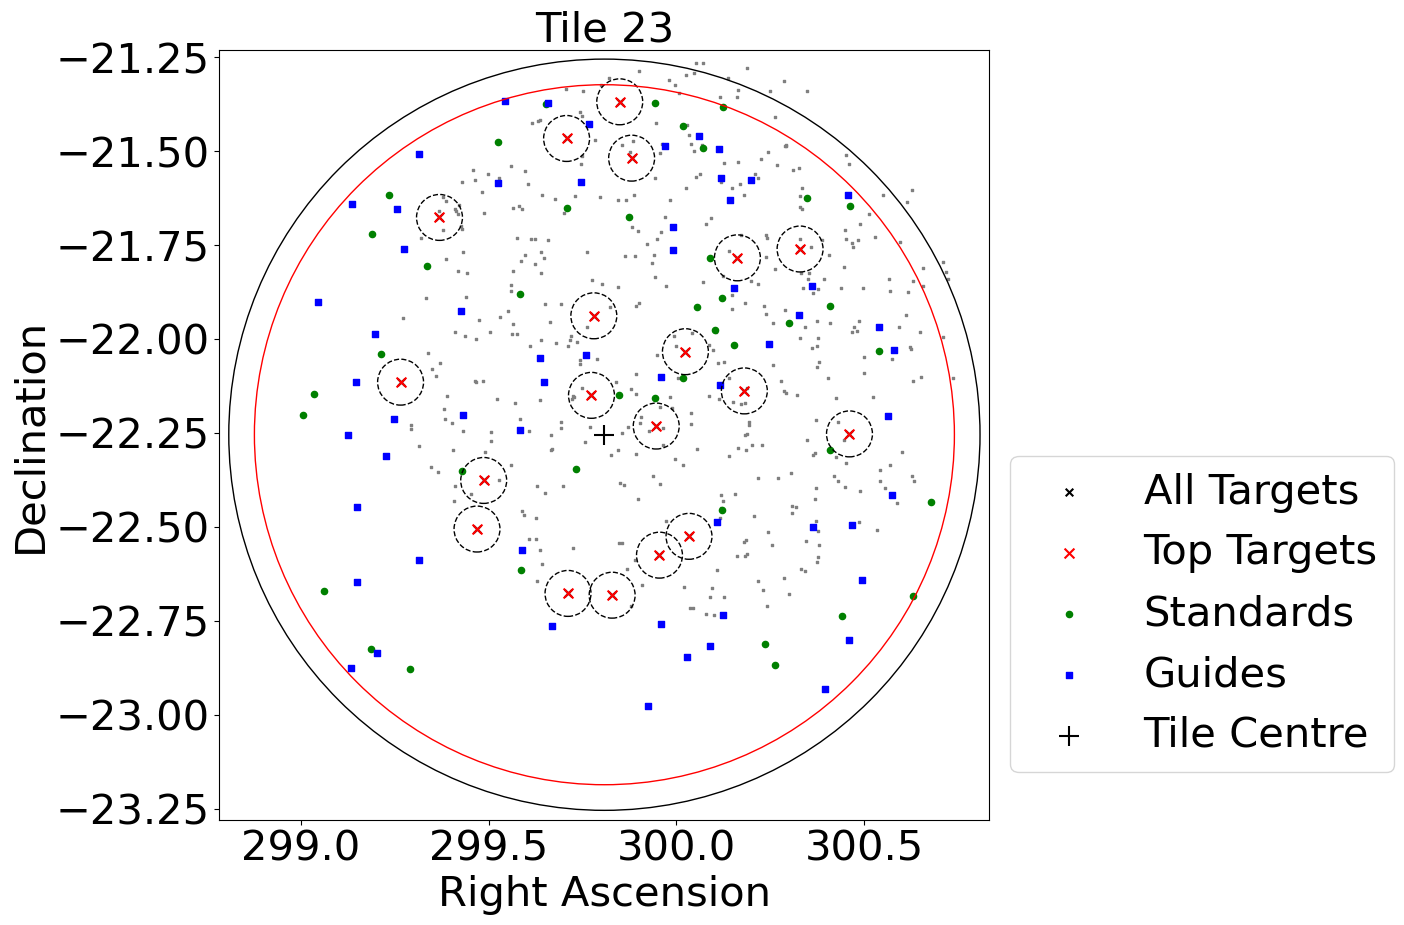 Tile 23
−21.25
−21.50
−21.75
−22.00
−22.25
−22.50
−22.75
−23.00
−23.25
Declination
299.0 299.5 300.0 300.5
Right Ascension
All Targets
Top Targets
Standards
Guides
Tile Centre